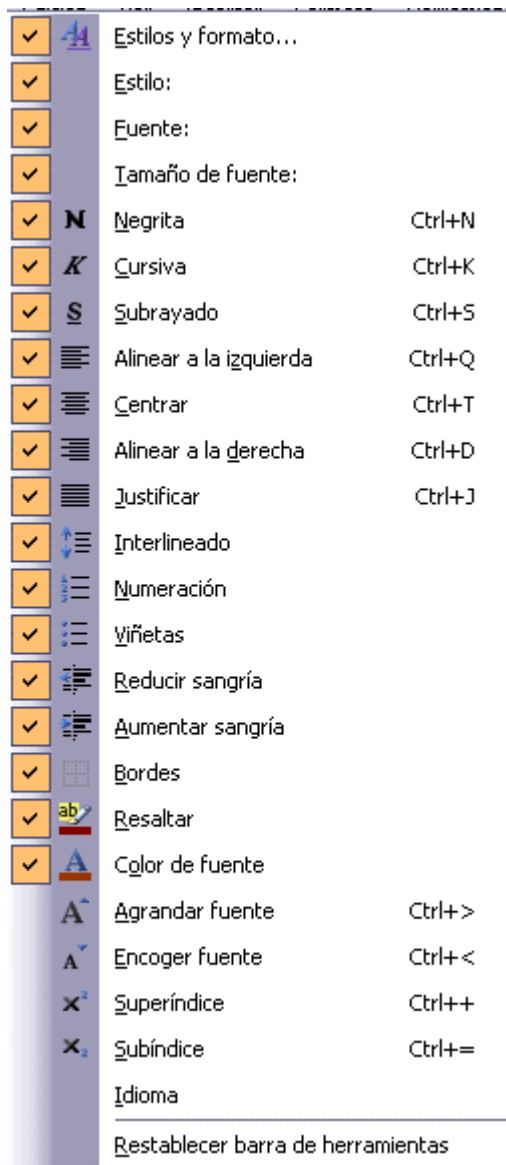 Estilos y formato...
Estilo:
Fuente:
Tamaño de fuente:
N Negrita Ctrl+N
K Cursiva Ctrl+K
S Subrayado Ctrl+S
Alinear a la izquierda Ctrl+Q
Centrar Ctrl+T
Alinear a la derecha Ctrl+D
Justificar Ctrl+J
Interlineado
Numeración
Viñetas
Reducir sangría
Aumentar sangría
Bordes
ab Resaltar
A Color de fuente
A Agrandar fuente Ctrl+>
A Encoger fuente Ctrl+<
x² Superíndice Ctrl++
x₂ Subíndice Ctrl+=
Idioma
Restablecer barra de herramientas